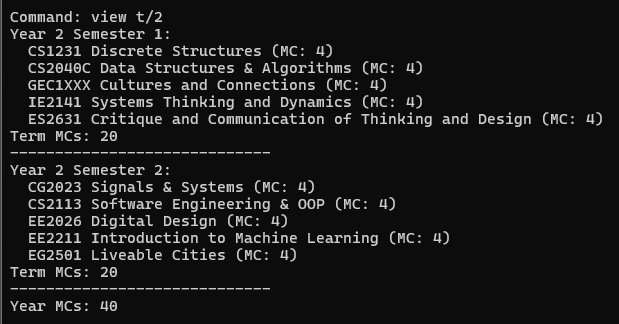 Command: view t/2
Year 2 Semester 1:
  CS1231 Discrete Structures (MC: 4)
  CS2040C Data Structures & Algorithms (MC: 4)
  GEC1XXX Cultures and Connections (MC: 4)
  IE2141 Systems Thinking and Dynamics (MC: 4)
  ES2631 Critique and Communication of Thinking and Design (MC: 4)
Term MCs: 20
-----------------------------
Year 2 Semester 2:
  CG2023 Signals & Systems (MC: 4)
  CS2113 Software Engineering & OOP (MC: 4)
  EE2026 Digital Design (MC: 4)
  EE2211 Introduction to Machine Learning (MC: 4)
  EG2501 Liveable Cities (MC: 4)
Term MCs: 20
-----------------------------
Year MCs: 40